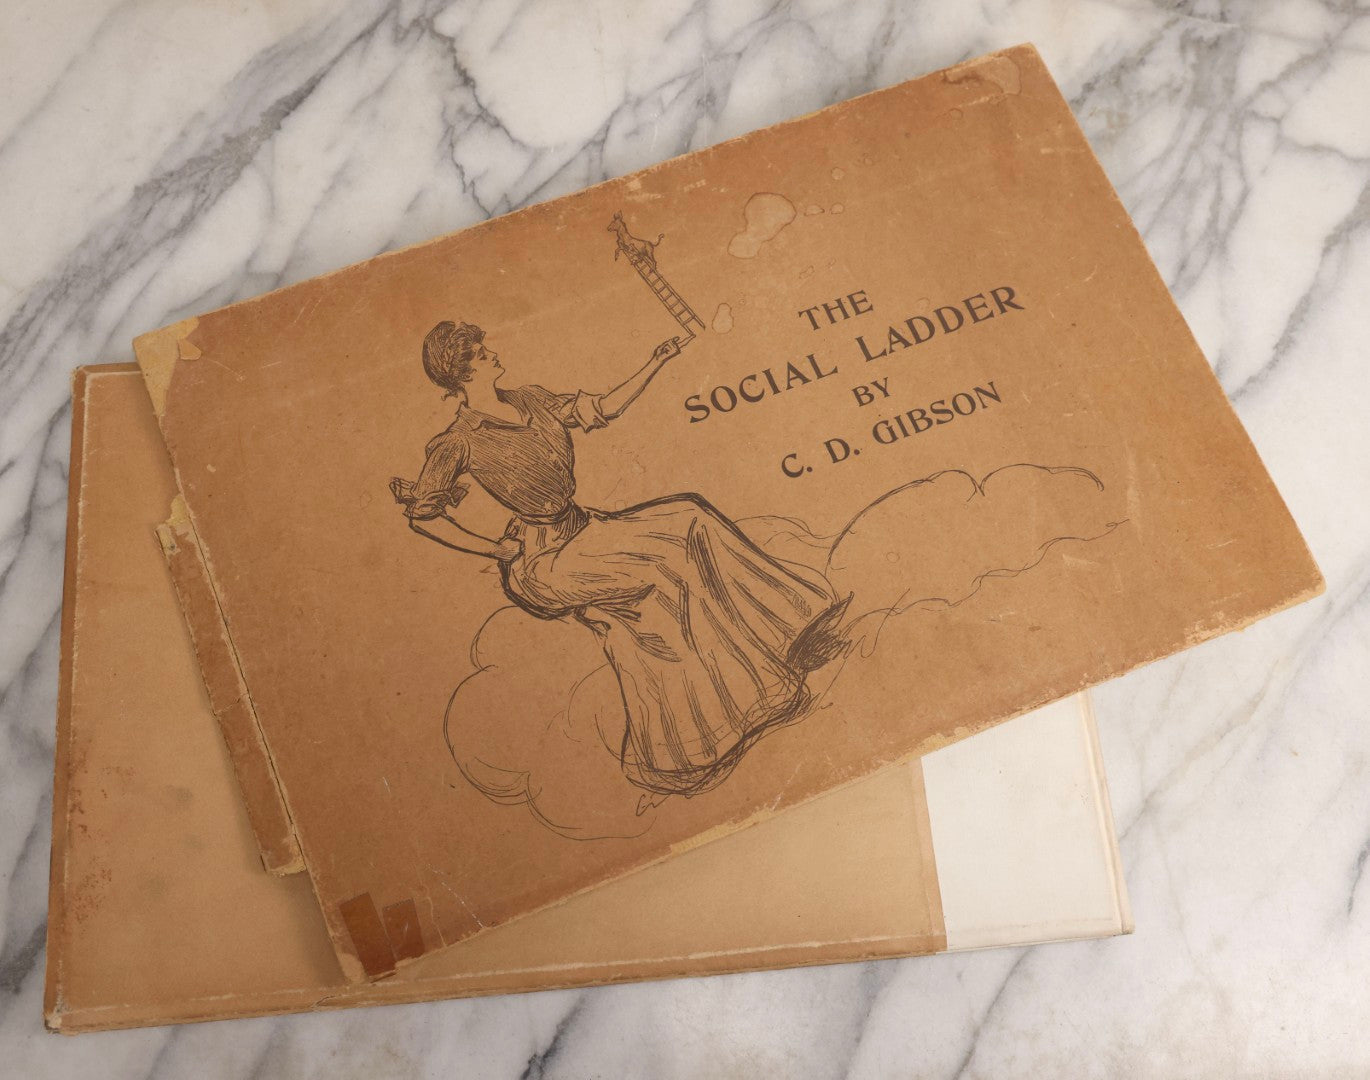 THE
SOCIAL LADDER
BY
C. D. GIBSON